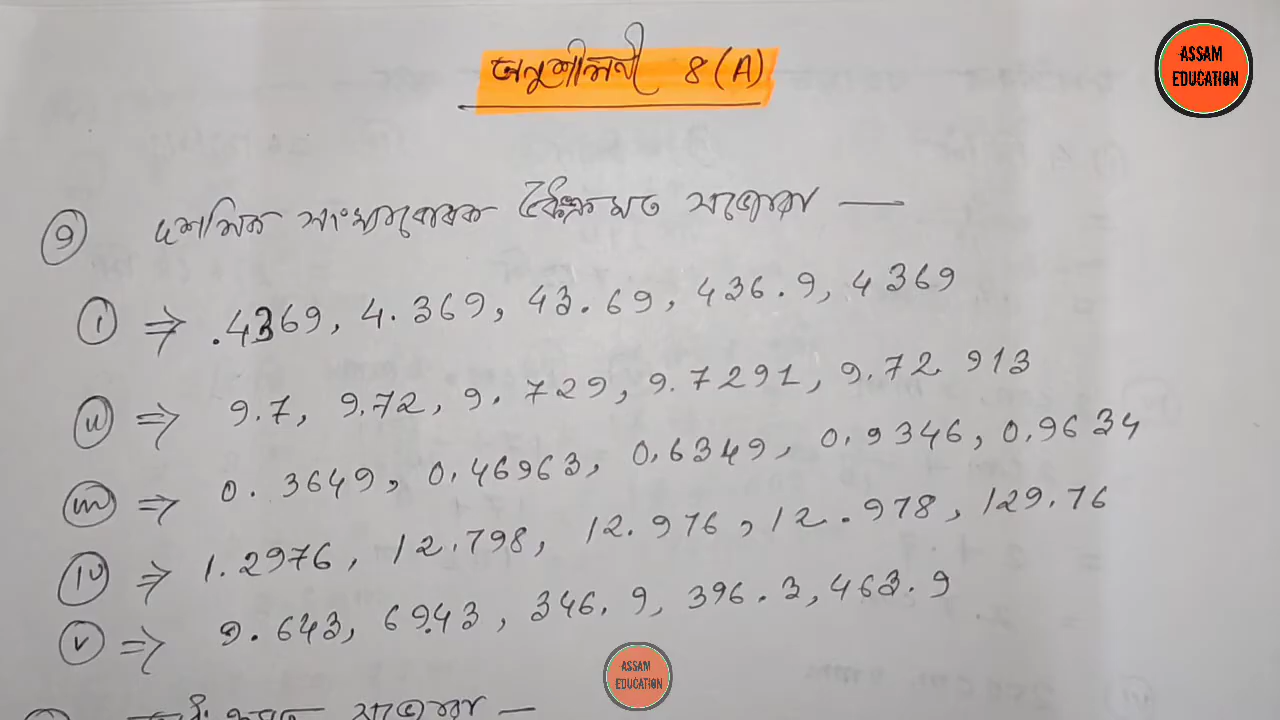 অনুশীলনী 8 (A)
ASSAM
EDUCATION
9 দশমিক সংখ্যাবোৰক ঊৰ্ধ্বক্ৰমত সজোৱা —
i ⇒ .4369, 4.369, 43.69, 436.9, 4369
ii ⇒ 9.7, 9.72, 9.729, 9.7291, 9.72913
iii ⇒ 0.3649, 0.46963, 0.6349, 0.9346, 0.9634
iv ⇒ 1.2976, 12.798, 12.976, 12.978, 129.76
v ⇒ 9.643, 69.43, 346.9, 396.3, 463.9
ASSAM
EDUCATION
সজোৱা —